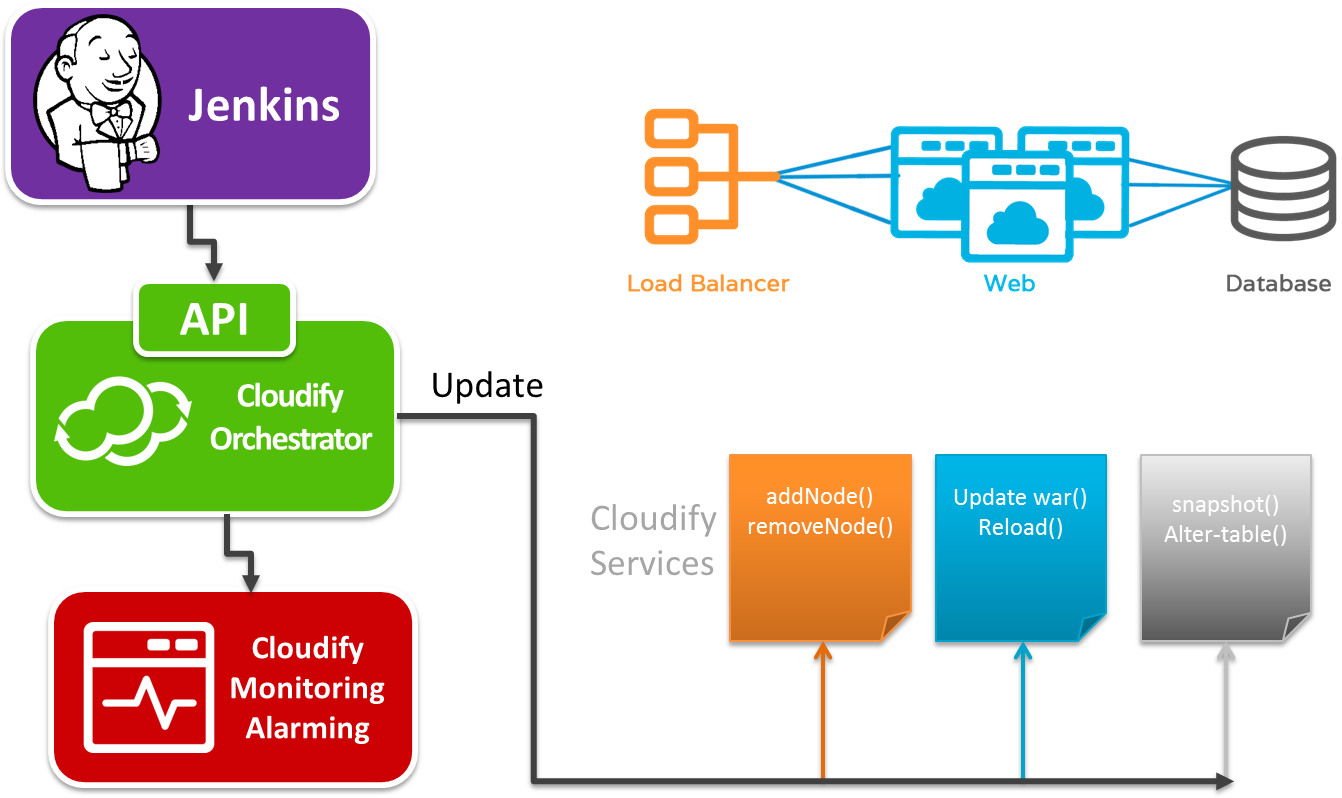 Jenkins
API
Cloudify
Orchestrator
Cloudify
Monitoring
Alarming
Update
Load Balancer
Web
Database
Cloudify
Services
addNode()
removeNode()
Update war()
Reload()
snapshot()
Alter-table()